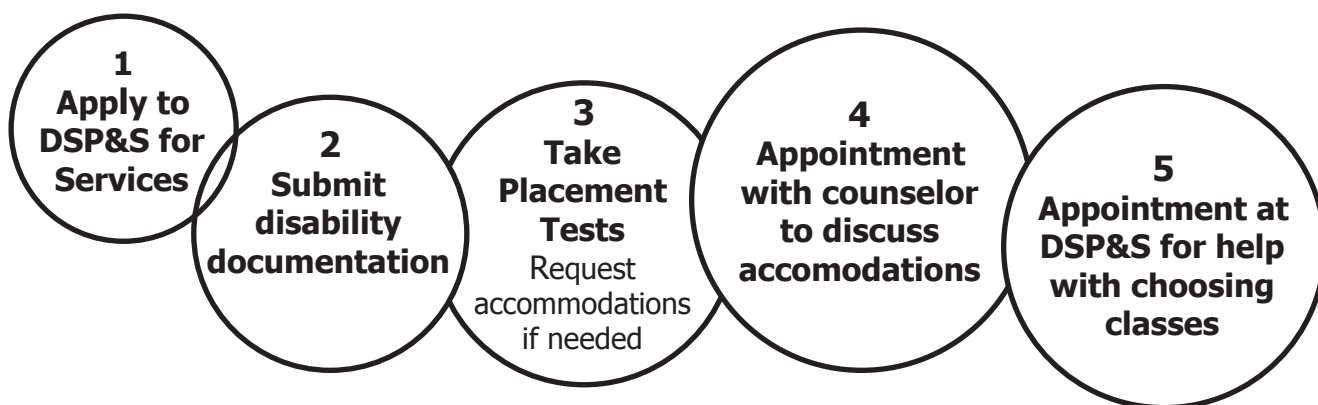 1
Apply to
DSP&S for
Services
2
Submit
disability
documentation
3
Take
Placement
Tests
Request
accommodations
if needed
4
Appointment
with counselor
to discuss
accomodations
5
Appointment at
DSP&S for help
with choosing
classes